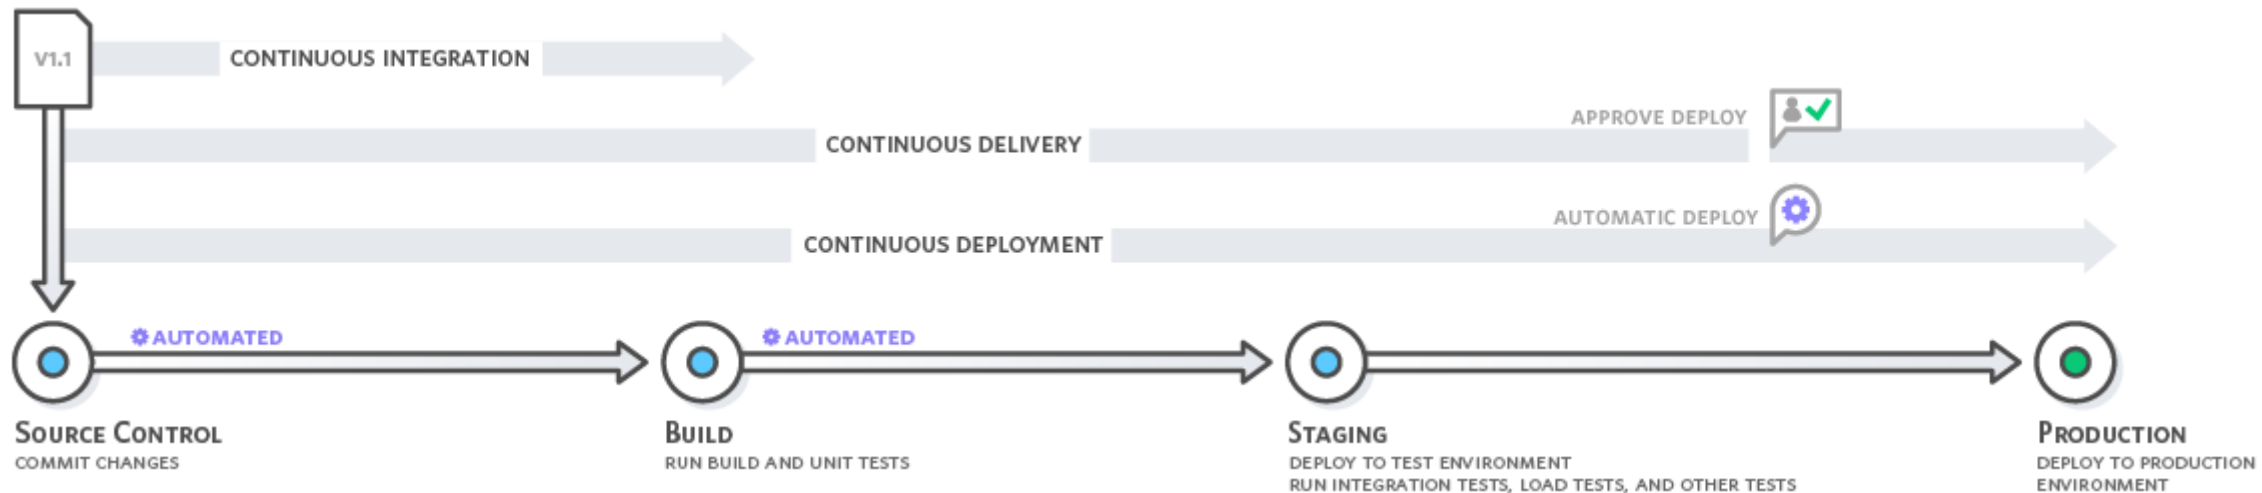 V1.1
CONTINUOUS INTEGRATION
APPROVE DEPLOY
CONTINUOUS DELIVERY
AUTOMATIC DEPLOY
CONTINUOUS DEPLOYMENT
AUTOMATED
AUTOMATED
SOURCE CONTROL
COMMIT CHANGES
BUILD
RUN BUILD AND UNIT TESTS
STAGING
DEPLOY TO TEST ENVIRONMENT
RUN INTEGRATION TESTS, LOAD TESTS, AND OTHER TESTS
PRODUCTION
DEPLOY TO PRODUCTION
ENVIRONMENT